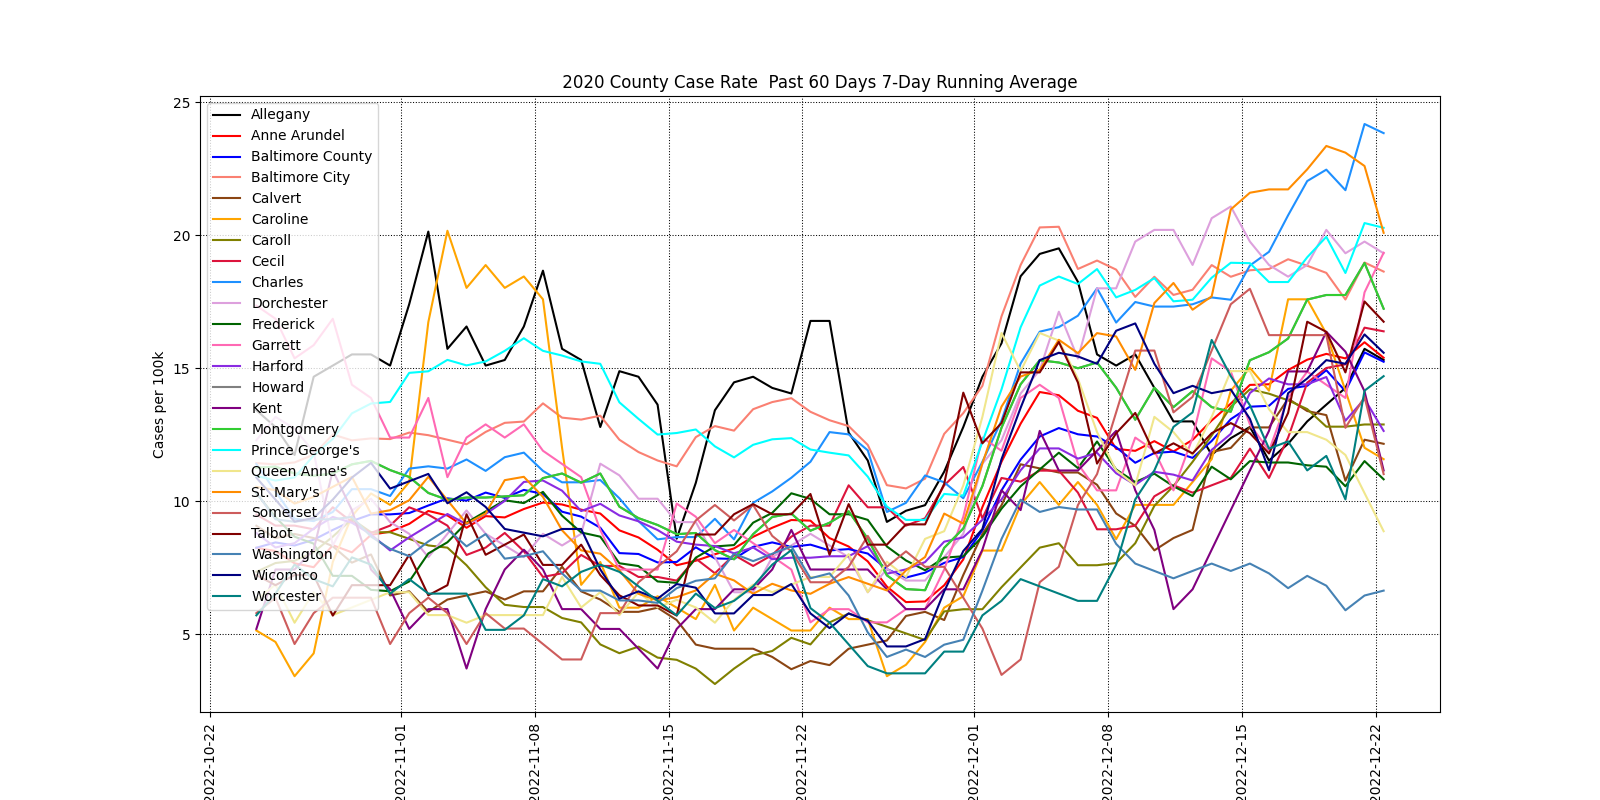 2020 County Case Rate  Past 60 Days 7-Day Running Average
Cases per 100k
25
20
15
10
5
Allegany
Anne Arundel
Baltimore County
Baltimore City
Calvert
Caroline
Caroll
Cecil
Charles
Dorchester
Frederick
Garrett
Harford
Howard
Kent
Montgomery
Prince George's
Queen Anne's
St. Mary's
Somerset
Talbot
Washington
Wicomico
Worcester
2022-10-22
2022-11-01
2022-11-08
2022-11-15
2022-11-22
2022-12-01
2022-12-08
2022-12-15
2022-12-22